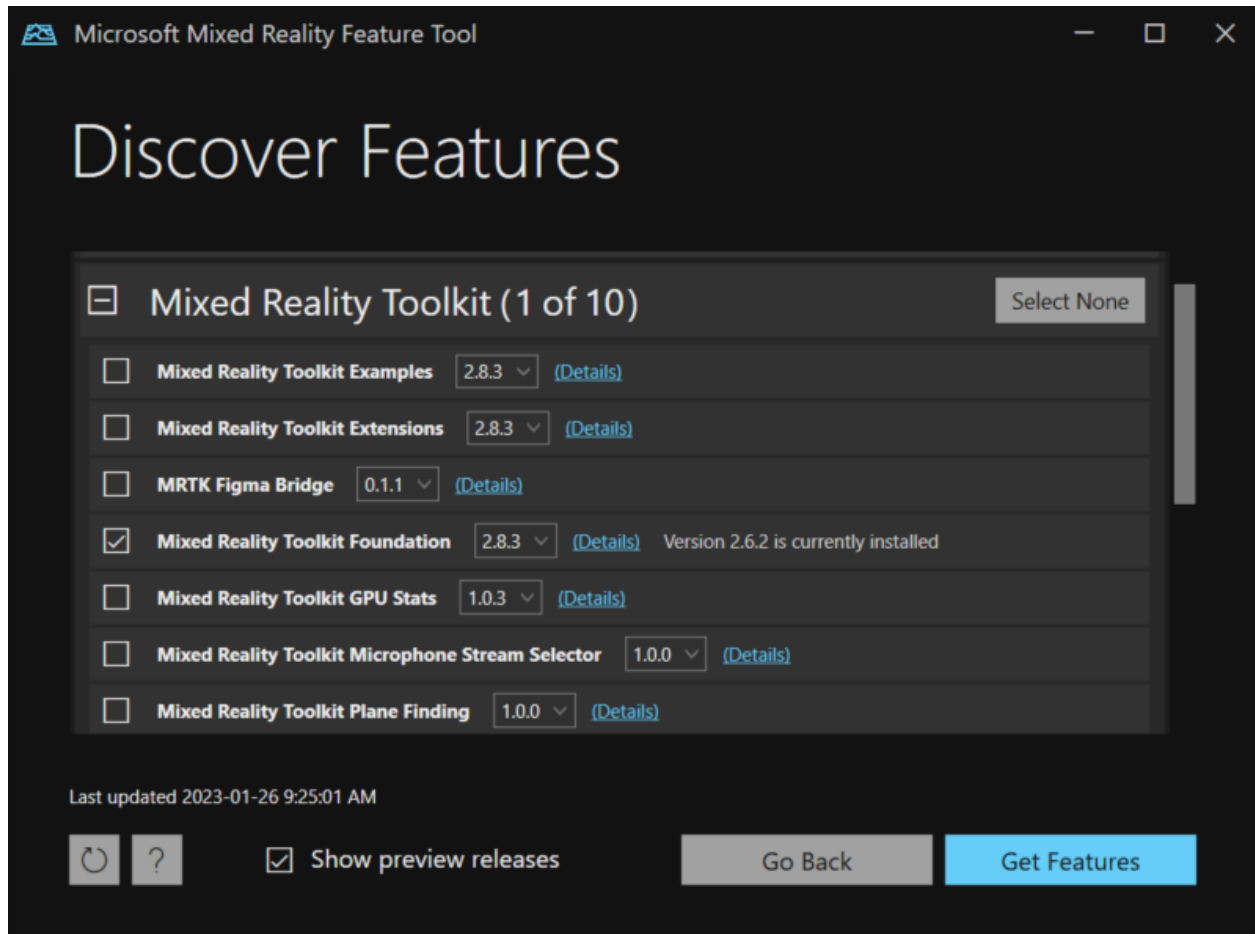 Microsoft Mixed Reality Feature Tool
Discover Features
Mixed Reality Toolkit (1 of 10) Select None
Mixed Reality Toolkit Examples 2.8.3 (Details)
Mixed Reality Toolkit Extensions 2.8.3 (Details)
MRTK Figma Bridge 0.1.1 (Details)
Mixed Reality Toolkit Foundation 2.8.3 (Details) Version 2.6.2 is currently installed
Mixed Reality Toolkit GPU Stats 1.0.3 (Details)
Mixed Reality Toolkit Microphone Stream Selector 1.0.0 (Details)
Mixed Reality Toolkit Plane Finding 1.0.0 (Details)
Last updated 2023-01-26 9:25:01 AM
? Show preview releases Go Back Get Features